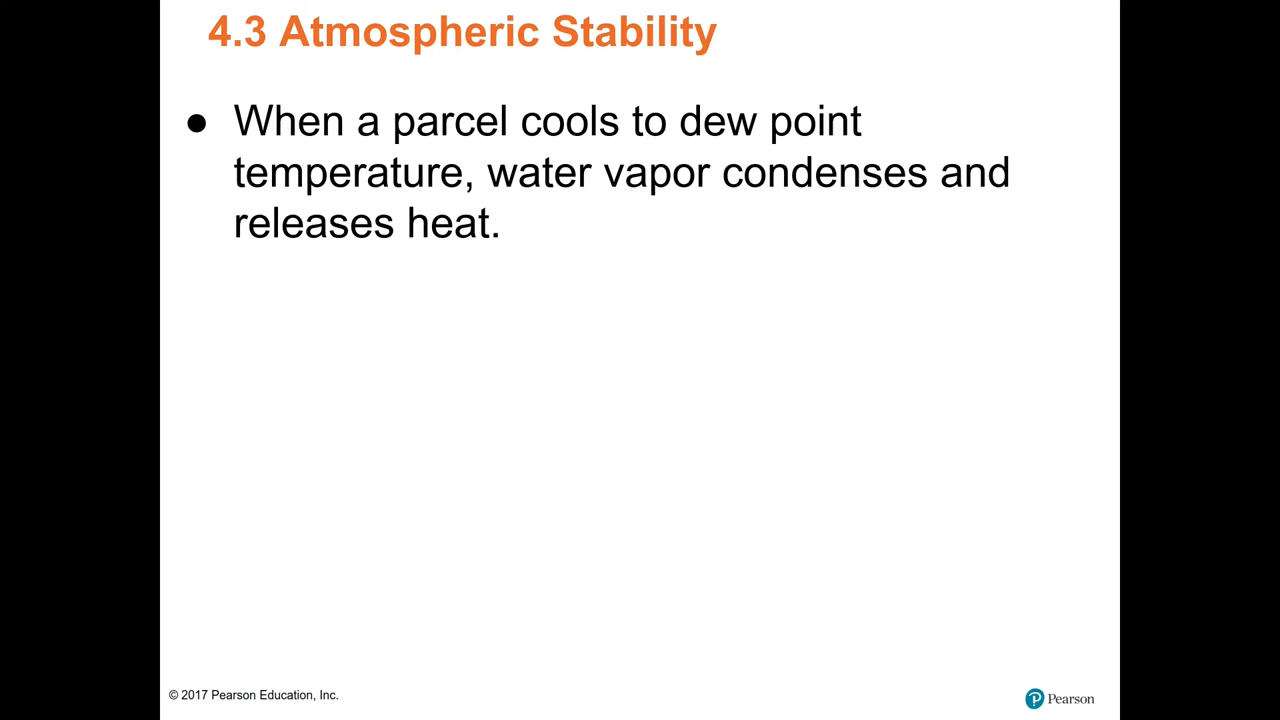 4.3 Atmospheric Stability
● When a parcel cools to dew point
temperature, water vapor condenses and
releases heat.
© 2017 Pearson Education, Inc.
P Pearson